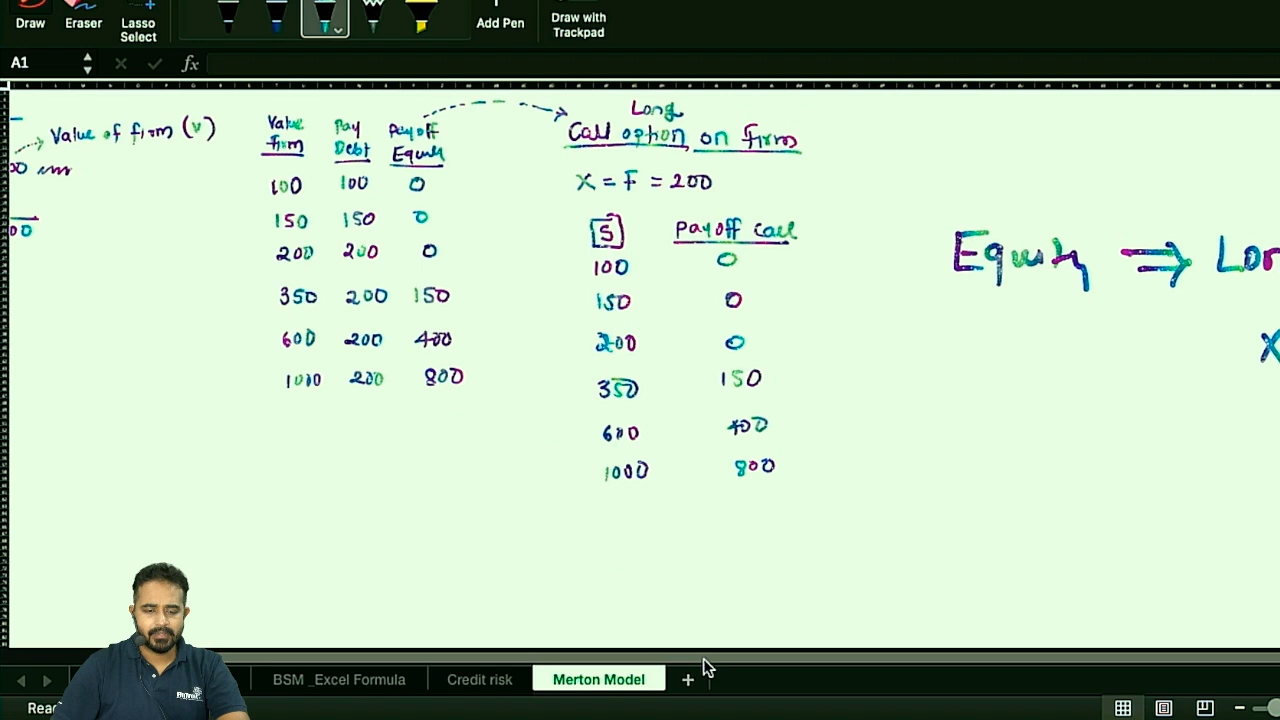 Draw
Eraser
Lasso
Select
Add Pen
Draw with
Trackpad
A1
fx
Value of firm (V)
00
Value
Firm
Pay
Debt
Payoff
Equity
100 100 0
150 150 0
200 200 0
350 200 150
600 200 400
1000 200 800
Long
Call option on Firm
X = F = 200
S Payoff call
100 0
150 0
200 0
350 150
600 400
1000 800
Equity ⇒ Lon
X
BSM _Excel Formula
Credit risk
Merton Model
+
Rea